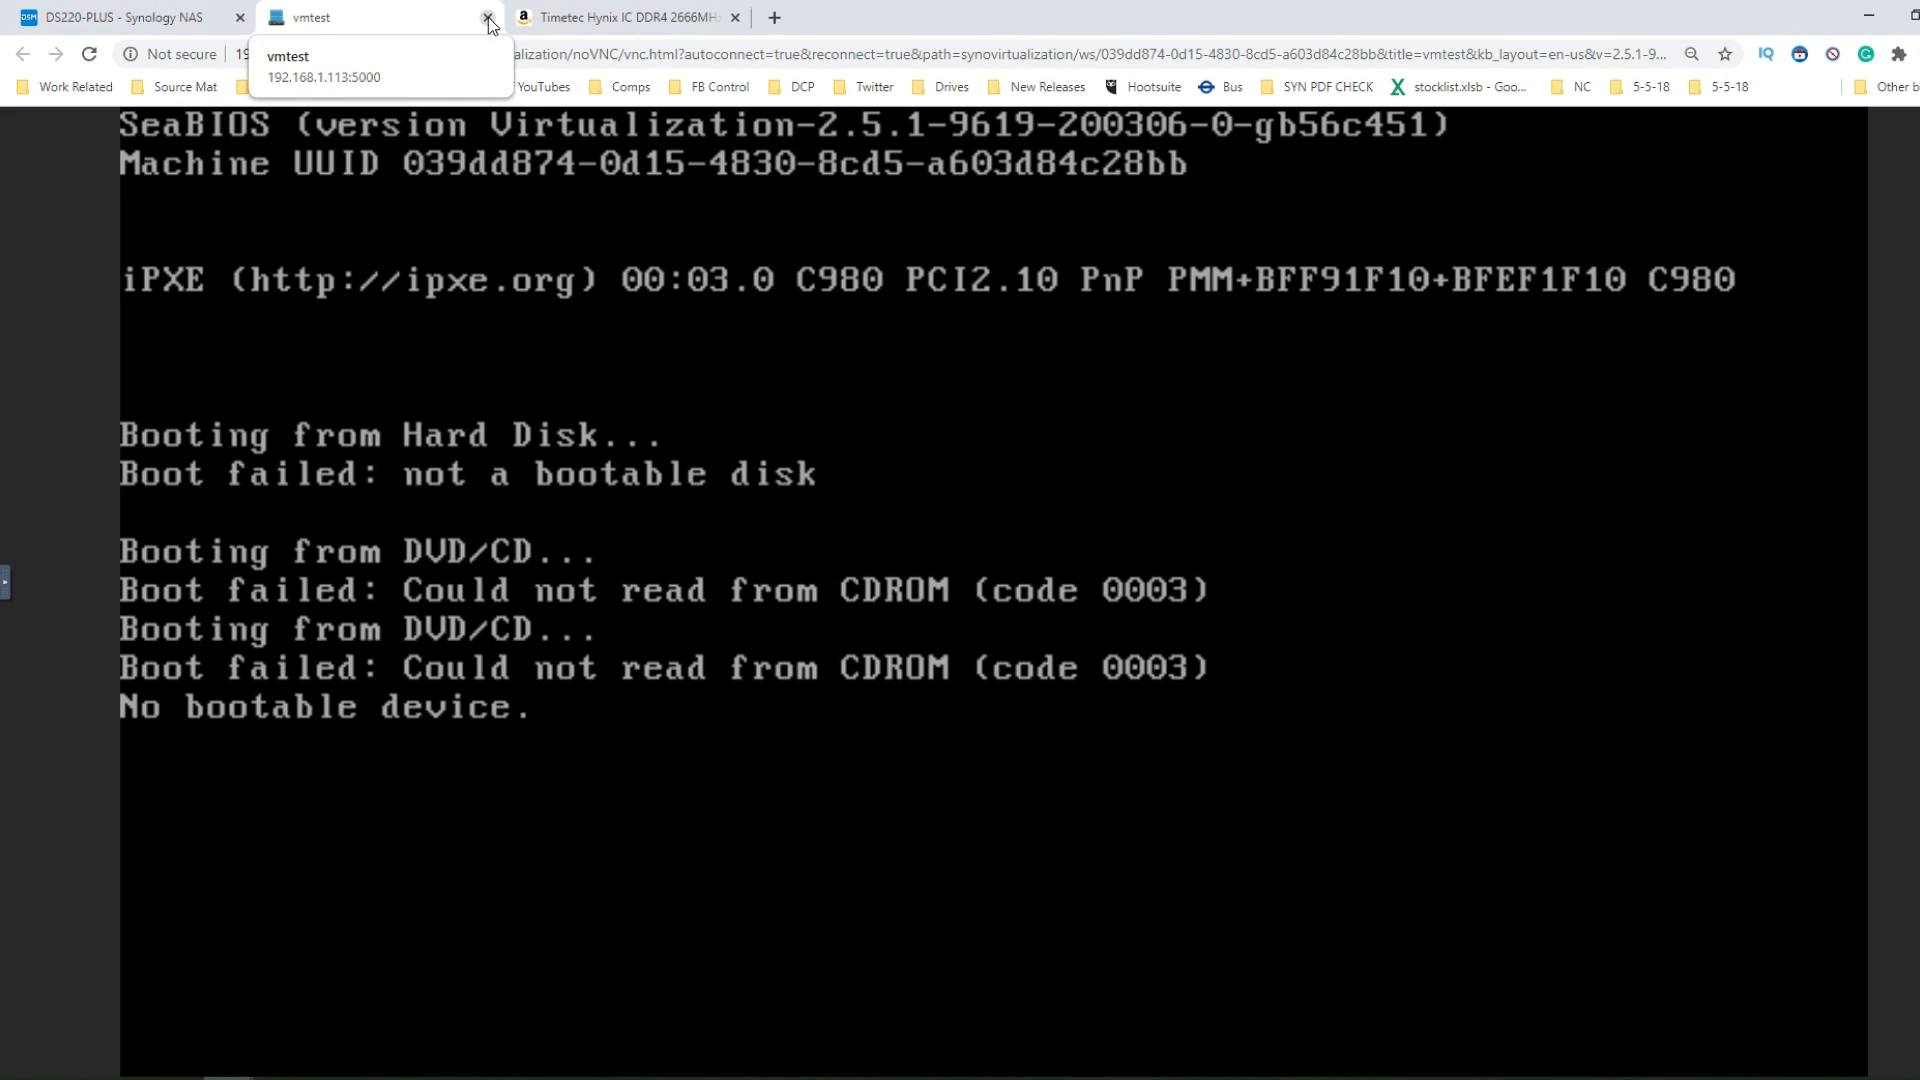 DS220-PLUS - Synology NAS
vmtest
Timetec Hynix IC DDR4 2666MH
Not secure
19
alization/noVNC/vnc.html?autoconnect=true&reconnect=true&path=synovirtualization/ws/039dd874-0d15-4830-8cd5-a603d84c28bb&title=vmtest&kb_layout=en-us&v=2.5.1-9...
vmtest
192.168.1.113:5000
Work Related
Source Mat
YouTubes
Comps
FB Control
DCP
Twitter
Drives
New Releases
Hootsuite
Bus
SYN PDF CHECK
stocklist.xlsb - Goo...
NC
5-5-18
5-5-18
Other b
SeaBIOS (version Virtualization-2.5.1-9619-200306-0-gb56c451)
Machine UUID 039dd874-0d15-4830-8cd5-a603d84c28bb
iPXE (http://ipxe.org) 00:03.0 C980 PCI2.10 PnP PMM+BFF91F10+BFEF1F10 C980
Booting from Hard Disk...
Boot failed: not a bootable disk
Booting from DVD/CD...
Boot failed: Could not read from CDROM (code 0003)
Booting from DVD/CD...
Boot failed: Could not read from CDROM (code 0003)
No bootable device.